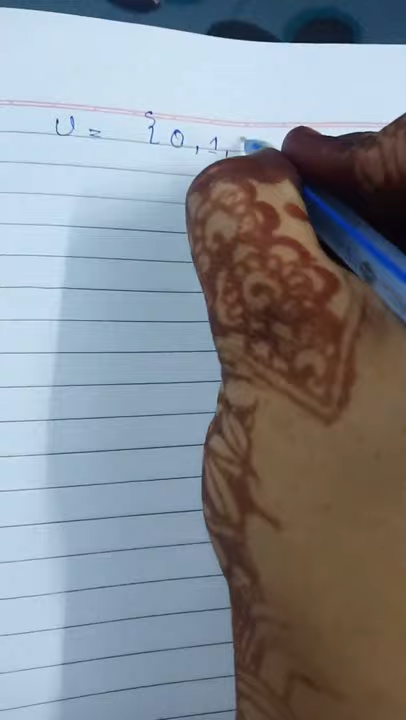 U = {0, 1,